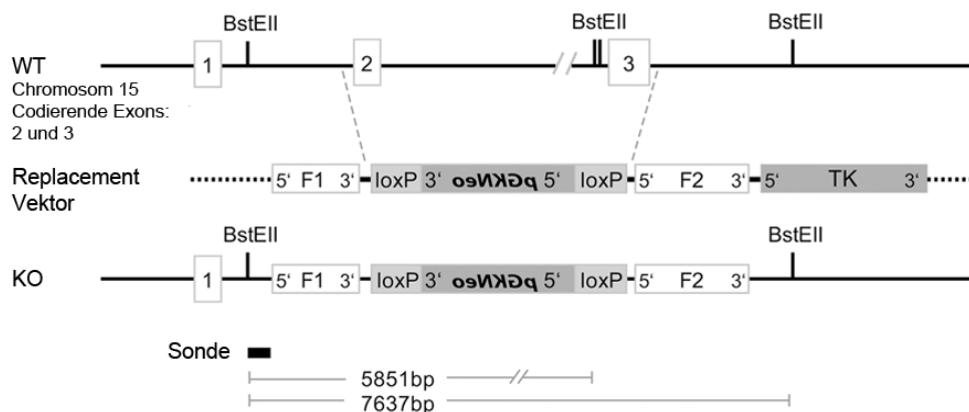 BstEII BstEII BstEII
WT 1 2 3
Chromosom 15
Codierende Exons:
2 und 3
Replacement
Vektor
5‘ F1 3‘ loxP 3‘ pGKNeo 5‘ loxP 5‘ F2 3‘ 5‘ TK 3‘
BstEII BstEII
KO 1 5‘ F1 3‘ loxP 3‘ pGKNeo 5‘ loxP 5‘ F2 3‘
Sonde
5851bp
7637bp